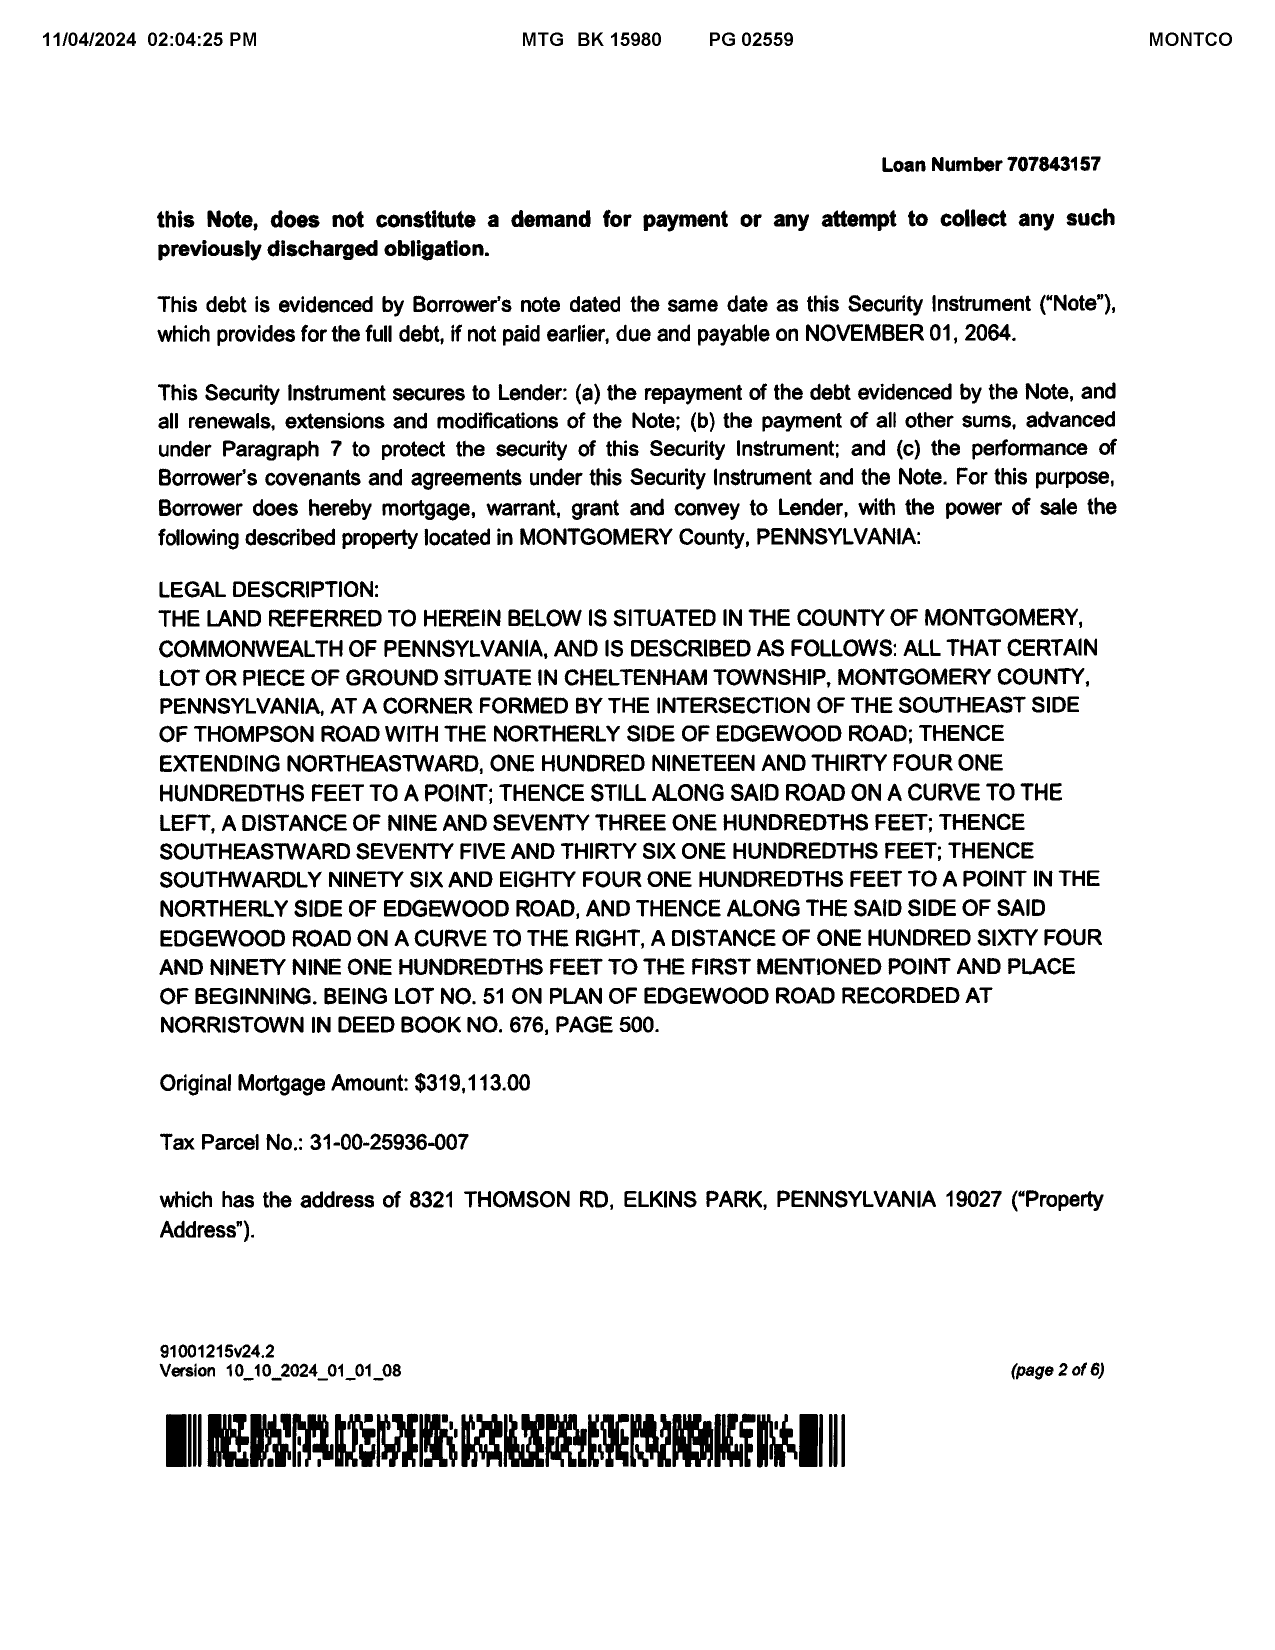 11/04/2024 02:04:25 PM MTG BK 15980 PG 02559 MONTCO
Loan Number 707843157
this Note, does not constitute a demand for payment or any attempt to collect any such
previously discharged obligation.
This debt is evidenced by Borrower's note dated the same date as this Security Instrument (“Note”),
which provides for the full debt, if not paid earlier, due and payable on NOVEMBER 01, 2064.
This Security Instrument secures to Lender: (a) the repayment of the debt evidenced by the Note, and
all renewals, extensions and modifications of the Note; (b) the payment of all other sums, advanced
under Paragraph 7 to protect the security of this Security Instrument; and (c) the performance of
Borrower's covenants and agreements under this Security Instrument and the Note. For this purpose,
Borrower does hereby mortgage, warrant, grant and convey to Lender, with the power of sale the
following described property located in MONTGOMERY County, PENNSYLVANIA:
LEGAL DESCRIPTION:
THE LAND REFERRED TO HEREIN BELOW IS SITUATED IN THE COUNTY OF MONTGOMERY,
COMMONWEALTH OF PENNSYLVANIA, AND IS DESCRIBED AS FOLLOWS: ALL THAT CERTAIN
LOT OR PIECE OF GROUND SITUATE IN CHELTENHAM TOWNSHIP, MONTGOMERY COUNTY,
PENNSYLVANIA, AT A CORNER FORMED BY THE INTERSECTION OF THE SOUTHEAST SIDE
OF THOMPSON ROAD WITH THE NORTHERLY SIDE OF EDGEWOOD ROAD; THENCE
EXTENDING NORTHEASTWARD, ONE HUNDRED NINETEEN AND THIRTY FOUR ONE
HUNDREDTHS FEET TO A POINT; THENCE STILL ALONG SAID ROAD ON A CURVE TO THE
LEFT, A DISTANCE OF NINE AND SEVENTY THREE ONE HUNDREDTHS FEET; THENCE
SOUTHEASTWARD SEVENTY FIVE AND THIRTY SIX ONE HUNDREDTHS FEET; THENCE
SOUTHWARDLY NINETY SIX AND EIGHTY FOUR ONE HUNDREDTHS FEET TO A POINT IN THE
NORTHERLY SIDE OF EDGEWOOD ROAD, AND THENCE ALONG THE SAID SIDE OF SAID
EDGEWOOD ROAD ON A CURVE TO THE RIGHT, A DISTANCE OF ONE HUNDRED SIXTY FOUR
AND NINETY NINE ONE HUNDREDTHS FEET TO THE FIRST MENTIONED POINT AND PLACE
OF BEGINNING. BEING LOT NO. 51 ON PLAN OF EDGEWOOD ROAD RECORDED AT
NORRISTOWN IN DEED BOOK NO. 676, PAGE 500.
Original Mortgage Amount: $319,113.00
Tax Parcel No.: 31-00-25936-007
which has the address of 8321 THOMSON RD, ELKINS PARK, PENNSYLVANIA 19027 (“Property
Address”).
91001215v24.2
Version 10_10_2024_01_01_08 (page 2 of 6)